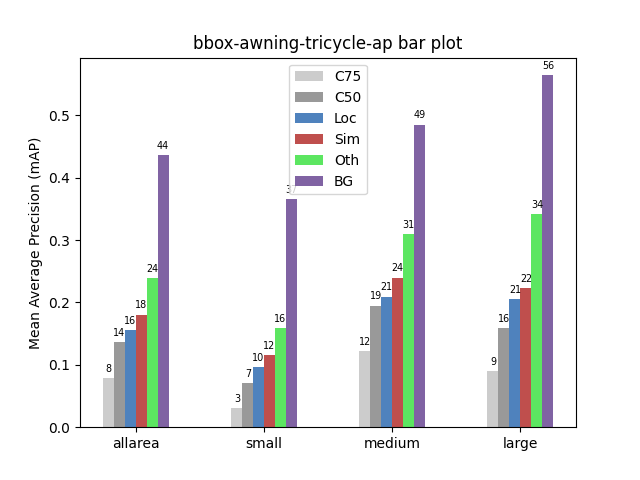 bbox-awning-tricycle-ap bar plot
Mean Average Precision (mAP)
0.5
0.4
0.3
0.2
0.1
0.0
C75
C50
Loc
Sim
Oth
BG
8 14 16 18 24 44
3 7 10 12 16
12 19 21 24 31 49
9 16 21 22 34 56
allarea small medium large